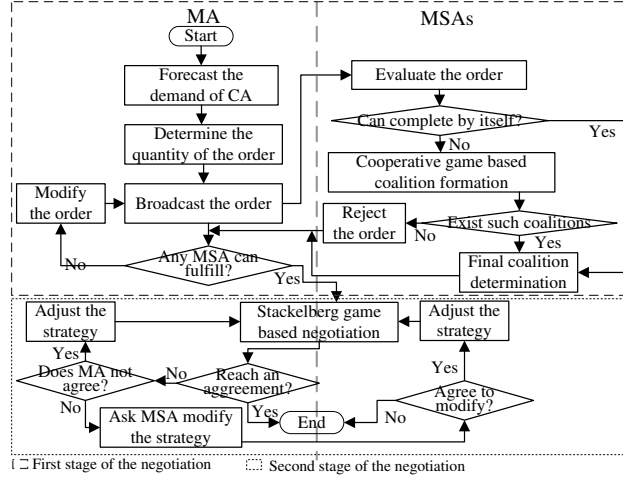 MA
MSAs
Start
Forecast the
demand of CA
Determine the
quantity of the order
Broadcast the order
Modify
the order
Any MSA can
fulfill?
No
Yes
Evaluate the order
Can complete by itself?
Yes
No
Cooperative game based
coalition formation
Exist such coalitions
No
Yes
Reject
the order
Final coalition
determination
Adjust the
strategy
Stackelberg game
based negotiation
Adjust the
strategy
Yes
Does MA not
agree?
No
Reach an
aggreement?
Yes
Yes
Agree to
modify?
No
No
Ask MSA modify
the strategy
End
First stage of the negotiation
Second stage of the negotiation